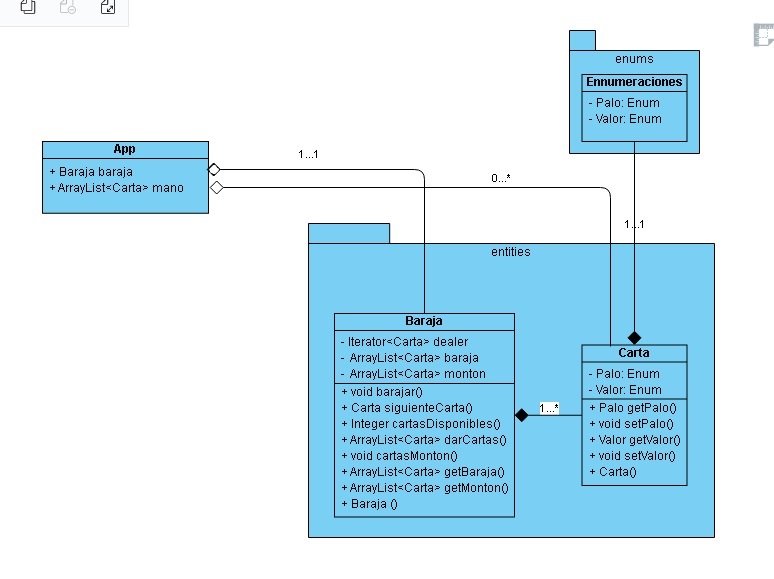 enums
Ennumeraciones
- Palo: Enum
- Valor: Enum
App
+ Baraja baraja
+ ArrayList<Carta> mano
1...1
0...*
1...1
entities
Baraja
- Iterator<Carta> dealer
- ArrayList<Carta> baraja
- ArrayList<Carta> monton
+ void barajar()
+ Carta siguienteCarta()
+ Integer cartasDisponibles()
+ ArrayList<Carta> darCartas()
+ void cartasMonton()
+ ArrayList<Carta> getBaraja()
+ ArrayList<Carta> getMonton()
+ Baraja ()
1...*
Carta
- Palo: Enum
- Valor: Enum
+ Palo getPalo()
+ void setPalo()
+ Valor getValor()
+ void setValor()
+ Carta()